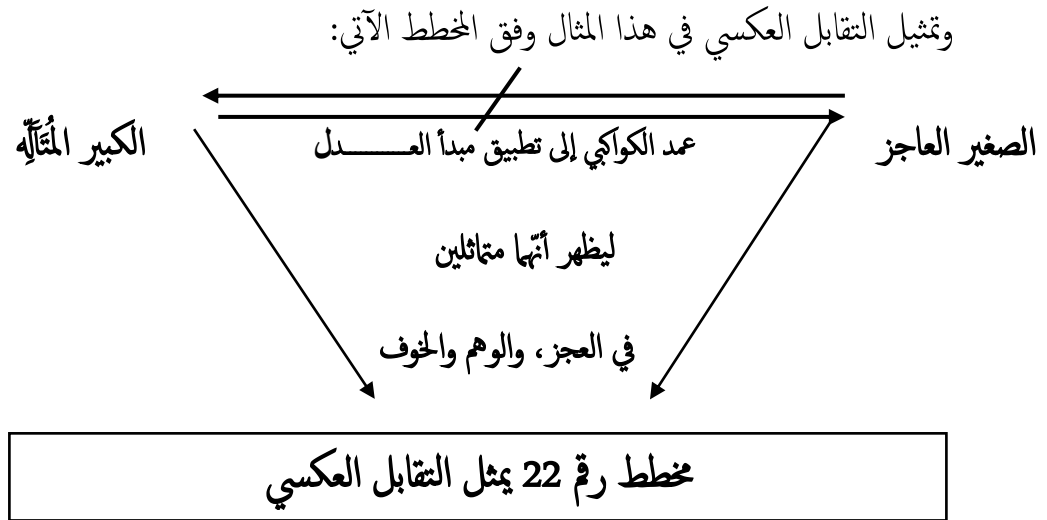 وتمثيل التقابل العكسي في هذا المثال وفق المخطط الآتي:
الصغير العاجز
عمد الكواكبي إلى تطبيق مبدأ العـــــــــدل
الكبير المُتَألِّه
ليظهر أنّهما متماثلين
في العجز، والوهم والخوف
مخطط رقم 22 يمثل التقابل العكسي